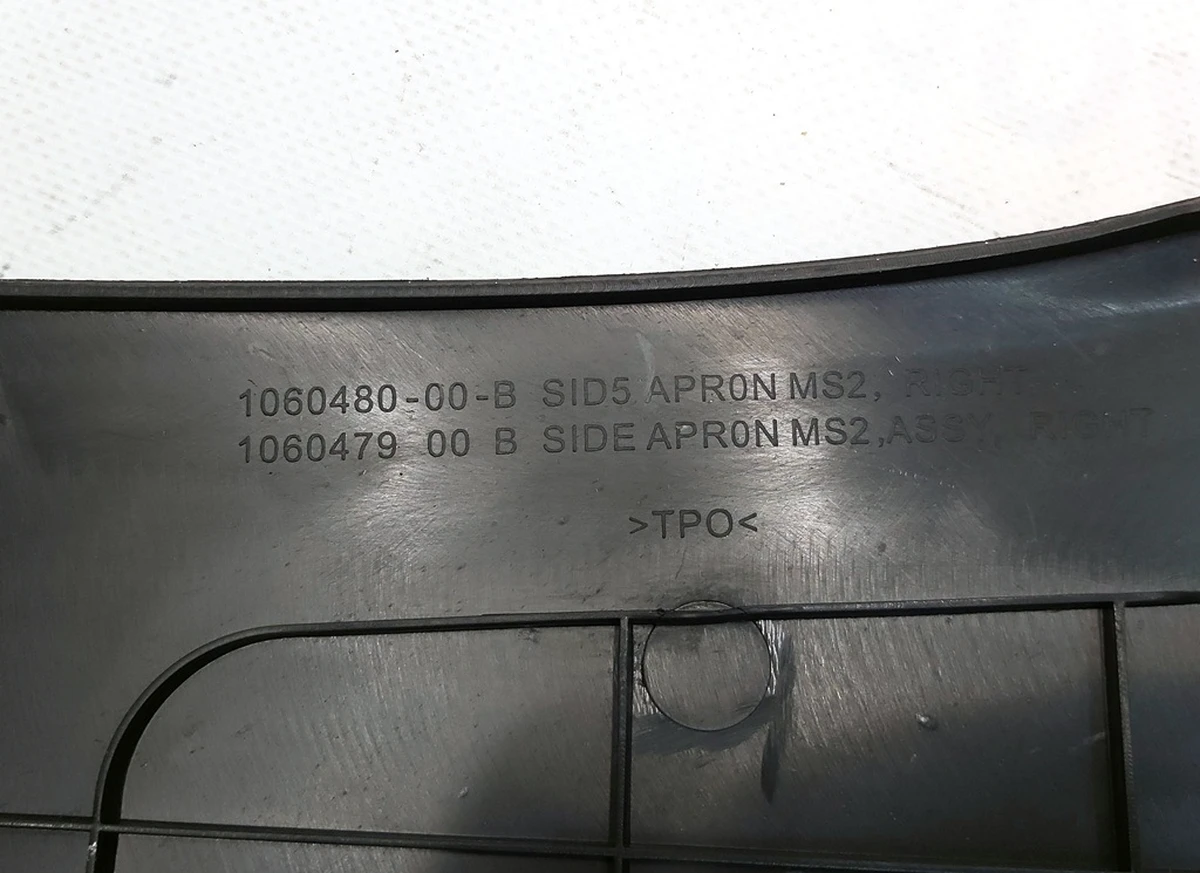 1060480-00-B SID5 APR0N MS2, RIGHT
1060479 00 B SIDE APR0N MS2,ASSY, RIGHT
>TPO<